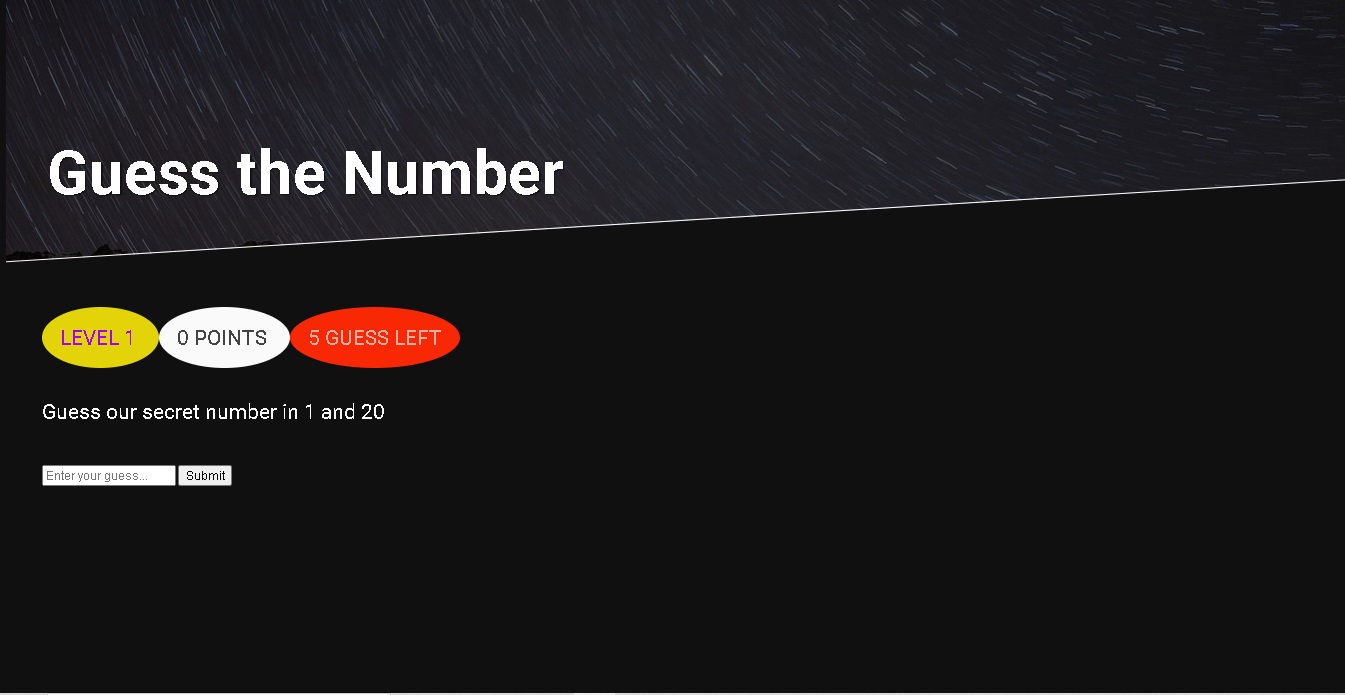 Guess the Number
LEVEL 1 0 POINTS 5 GUESS LEFT
Guess our secret number in 1 and 20
Enter your guess... Submit